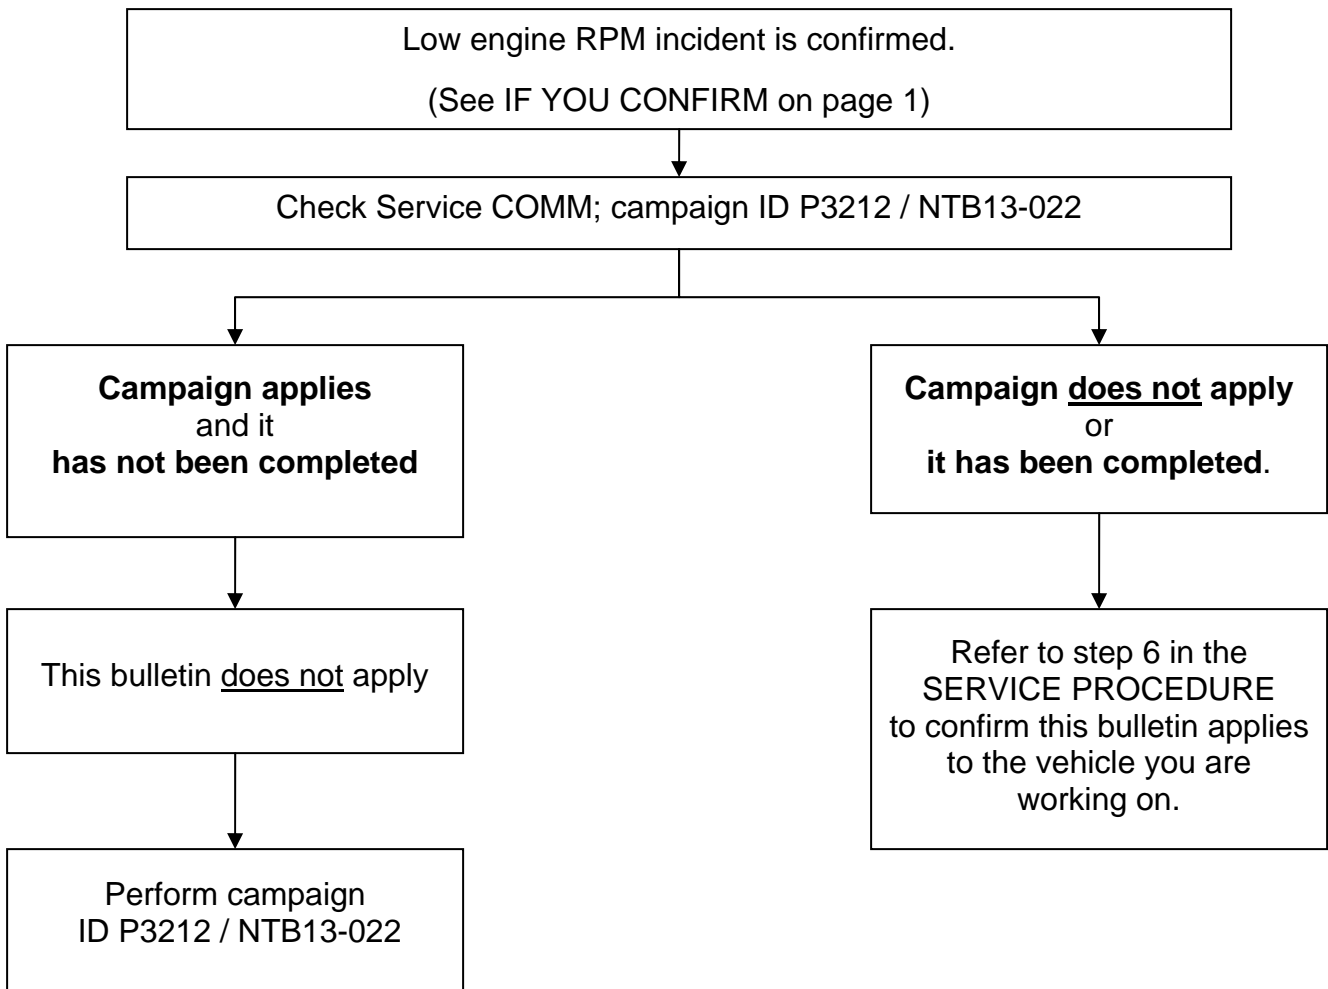 Low engine RPM incident is confirmed.
(See IF YOU CONFIRM on page 1)
Check Service COMM; campaign ID P3212 / NTB13-022
Campaign applies
and it
has not been completed
Campaign does not apply
or
it has been completed.
This bulletin does not apply
Refer to step 6 in the
SERVICE PROCEDURE
to confirm this bulletin applies
to the vehicle you are
working on.
Perform campaign
ID P3212 / NTB13-022